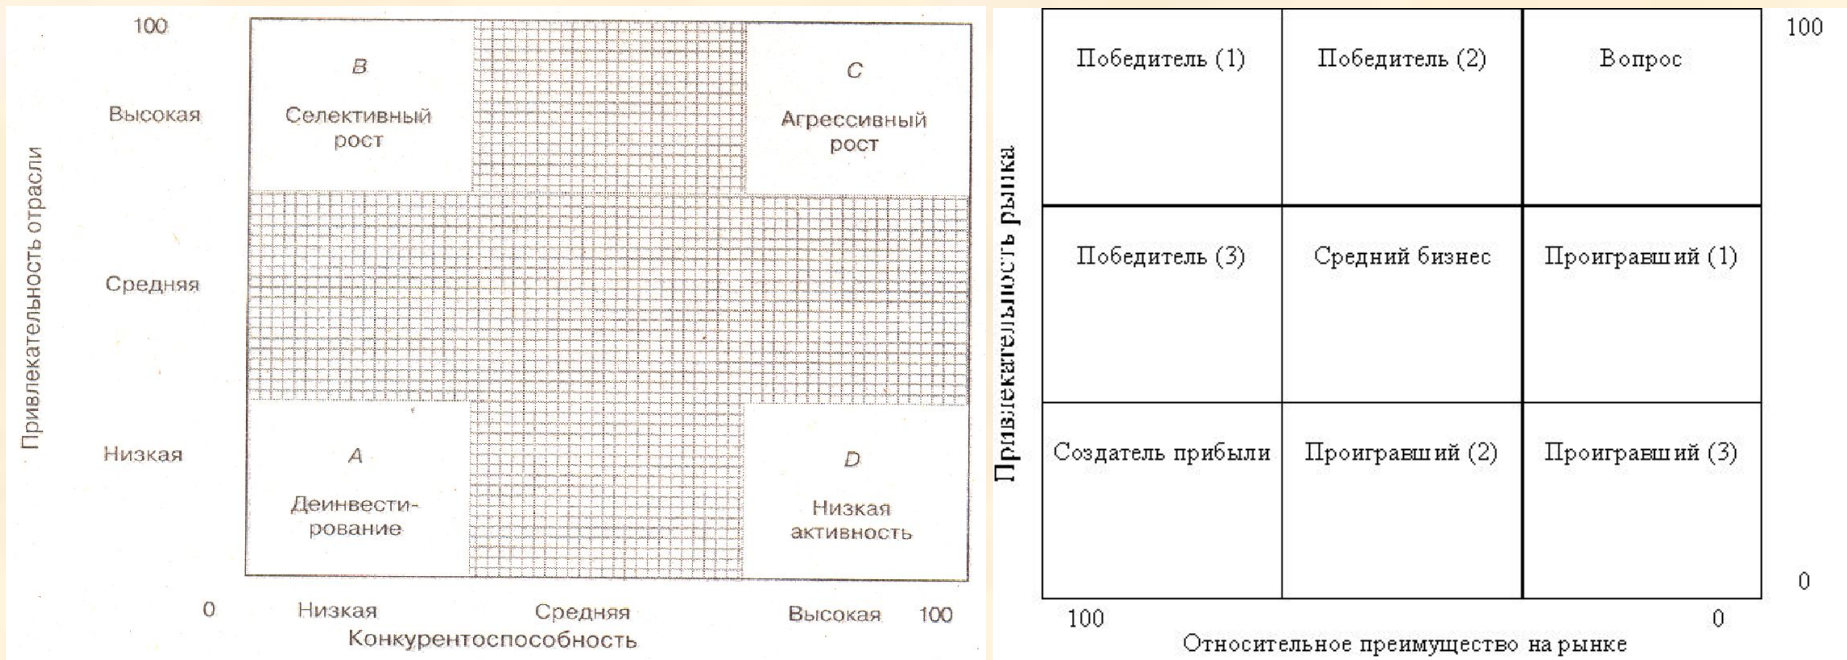 100
Высокая
Средняя
Низкая
Привлекательность отрасли
B
Селективный
рост
C
Агрессивный
рост
A
Деинвести-
рование
D
Низкая
активность
0
Низкая
Средняя
Высокая
100
Конкурентоспособность
Привлекательность рынка
Победитель (1)
Победитель (2)
Вопрос
100
Победитель (3)
Средний бизнес
Проигравший (1)
Создатель прибыли
Проигравший (2)
Проигравший (3)
0
100
0
Относительное преимущество на рынке